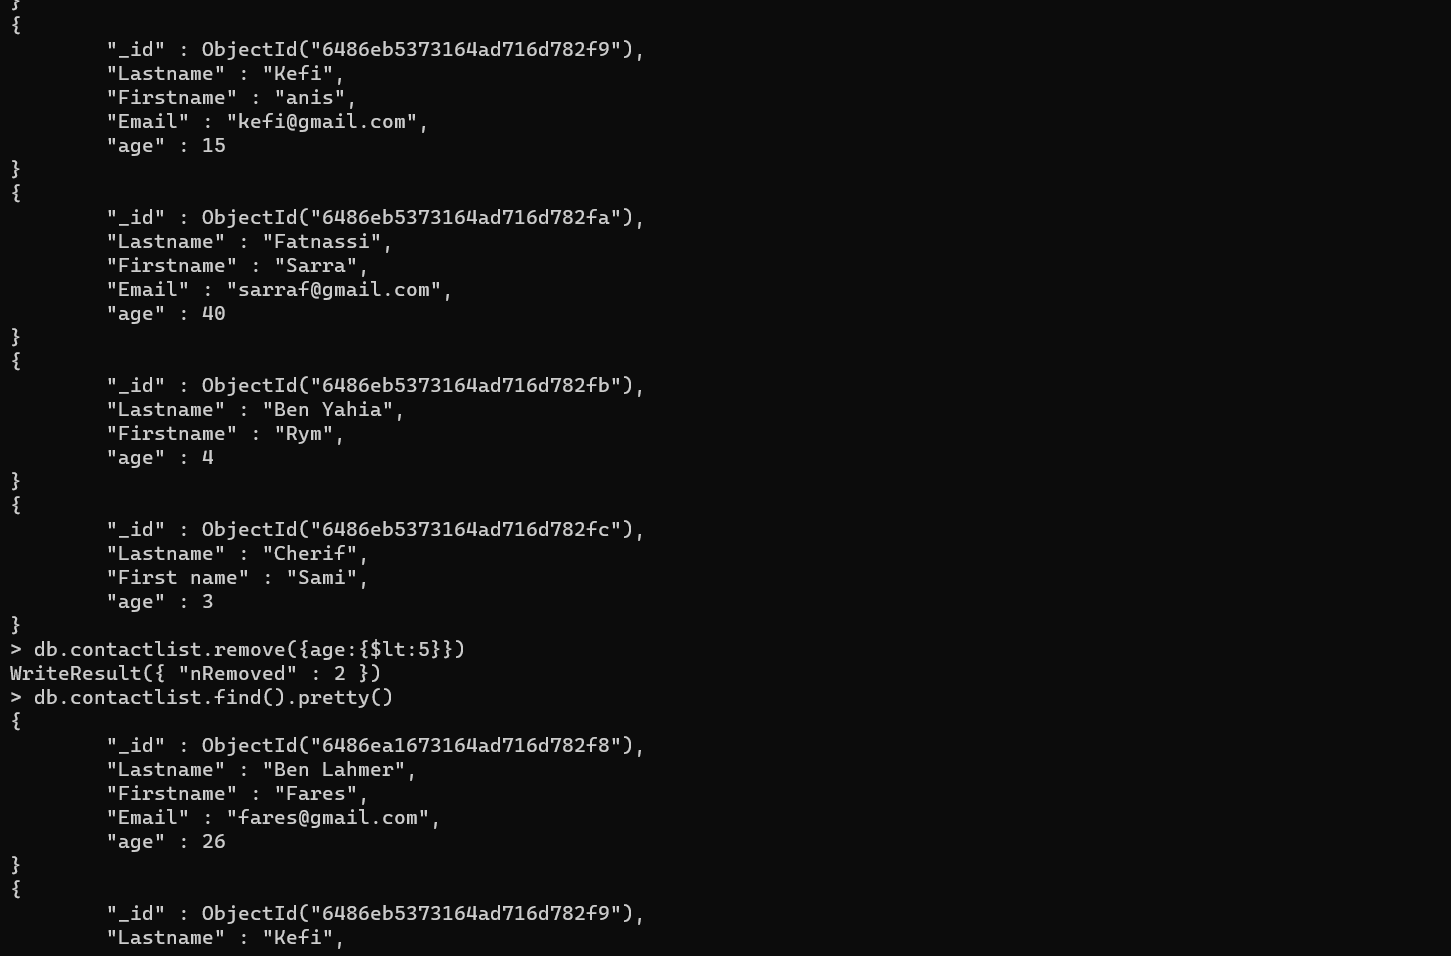 }
{
        "_id" : ObjectId("6486eb5373164ad716d782f9"),
        "Lastname" : "Kefi",
        "Firstname" : "anis",
        "Email" : "kefi@gmail.com",
        "age" : 15
}
{
        "_id" : ObjectId("6486eb5373164ad716d782fa"),
        "Lastname" : "Fatnassi",
        "Firstname" : "Sarra",
        "Email" : "sarraf@gmail.com",
        "age" : 40
}
{
        "_id" : ObjectId("6486eb5373164ad716d782fb"),
        "Lastname" : "Ben Yahia",
        "Firstname" : "Rym",
        "age" : 4
}
{
        "_id" : ObjectId("6486eb5373164ad716d782fc"),
        "Lastname" : "Cherif",
        "First name" : "Sami",
        "age" : 3
}
> db.contactlist.remove({age:{$lt:5}})
WriteResult({ "nRemoved" : 2 })
> db.contactlist.find().pretty()
{
        "_id" : ObjectId("6486ea1673164ad716d782f8"),
        "Lastname" : "Ben Lahmer",
        "Firstname" : "Fares",
        "Email" : "fares@gmail.com",
        "age" : 26
}
{
        "_id" : ObjectId("6486eb5373164ad716d782f9"),
        "Lastname" : "Kefi",